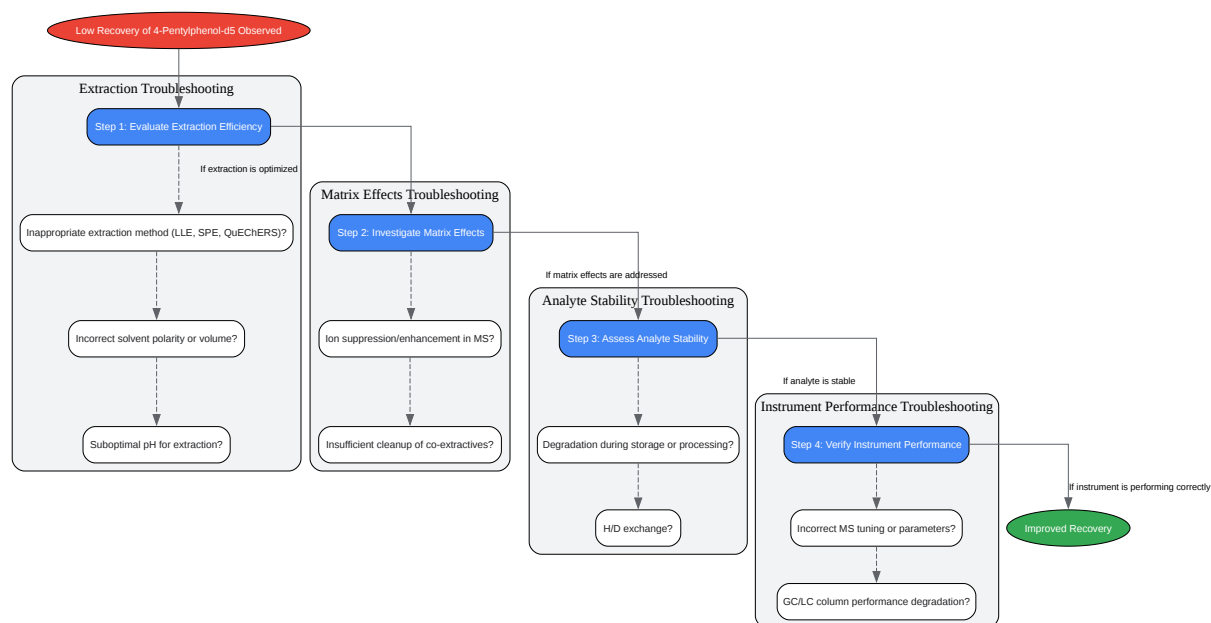 Low Recovery of 4-Pentylphenol-d5 Observed
Extraction Troubleshooting
Step 1: Evaluate Extraction Efficiency
If extraction is optimized
Inappropriate extraction method (LLE, SPE, QuEChERS)?
Incorrect solvent polarity or volume?
Suboptimal pH for extraction?
Matrix Effects Troubleshooting
Step 2: Investigate Matrix Effects
If matrix effects are addressed
Ion suppression/enhancement in MS?
Insufficient cleanup of co-extractives?
Analyte Stability Troubleshooting
Step 3: Assess Analyte Stability
If analyte is stable
Degradation during storage or processing?
H/D exchange?
Instrument Performance Troubleshooting
Step 4: Verify Instrument Performance
If instrument is performing correctly
Incorrect MS tuning or parameters?
GC/LC column performance degradation?
Improved Recovery